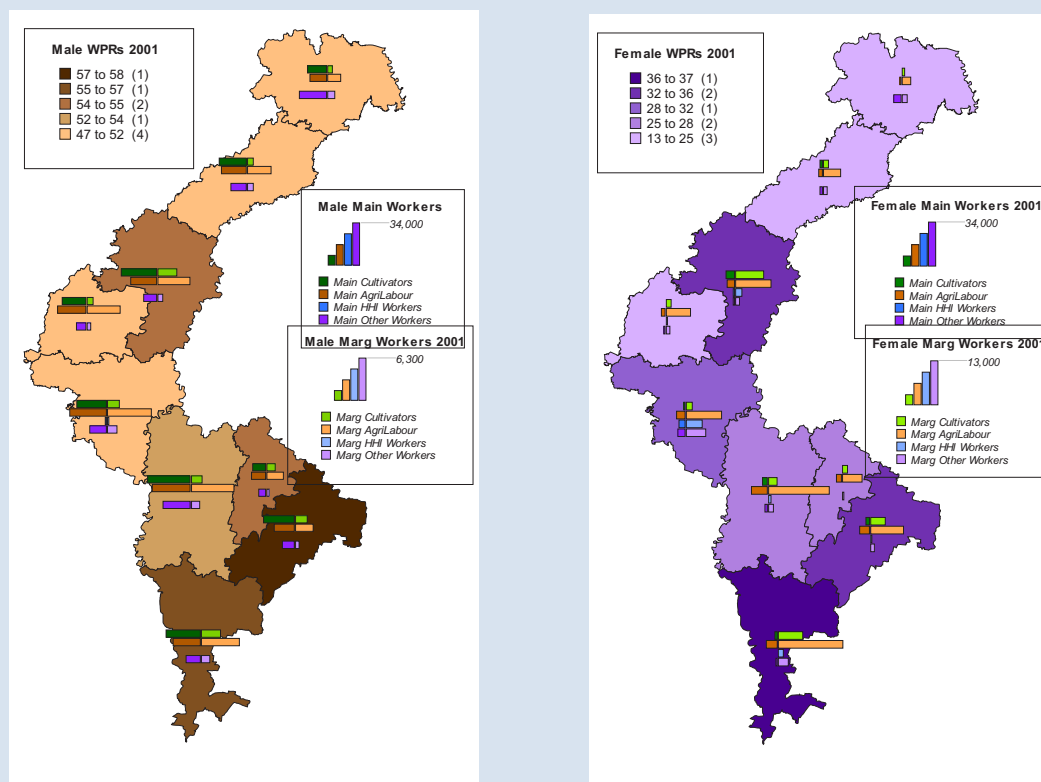 Male WPRs 2001
57 to 58 (1)
55 to 57 (1)
54 to 55 (2)
52 to 54 (1)
47 to 52 (4)
Male Main Workers
34,000
Main Cultivators
Main AgriLabour
Main HHI Workers
Main Other Workers
Male Marg Workers 2001
6,300
Marg Cultivators
Marg AgriLabour
Marg HHI Workers
Marg Other Workers
Female WPRs 2001
36 to 37 (1)
32 to 36 (2)
28 to 32 (1)
25 to 28 (2)
13 to 25 (3)
Female Main Workers 2001
34,000
Main Cultivators
Main AgriLabour
Main HHI Workers
Main Other Workers
Female Marg Workers 2001
13,000
Marg Cultivators
Marg AgriLabour
Marg HHI Workers
Marg Other Workers